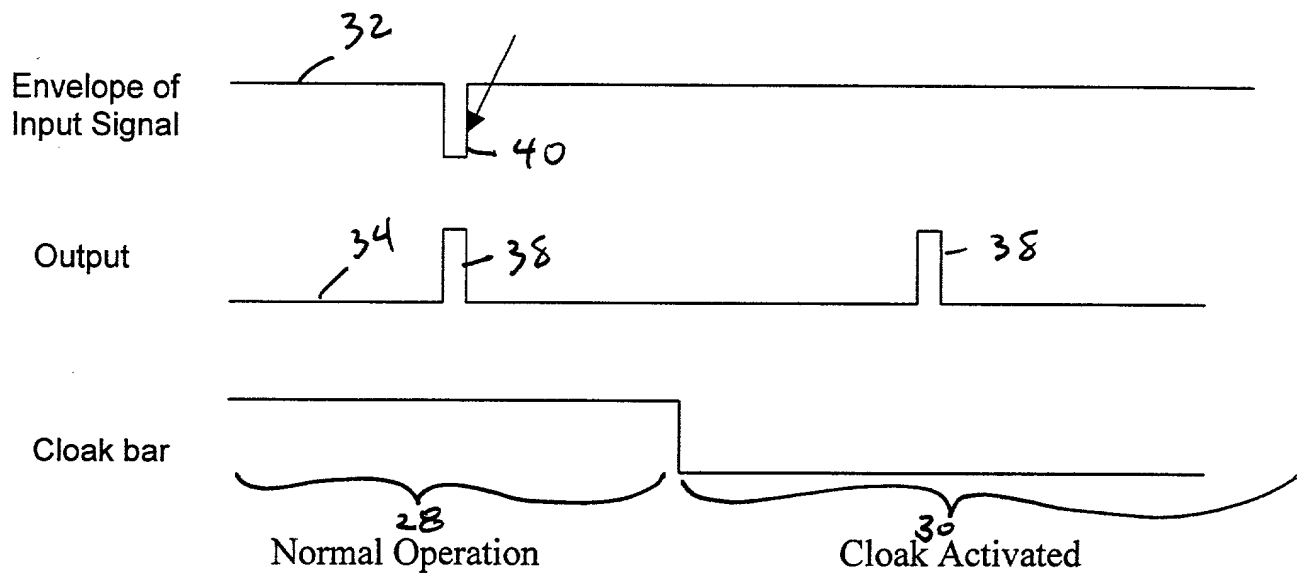 32
Envelope of
Input Signal
40
Output
34
38
38
Cloak bar
28
30
Normal Operation
Cloak Activated